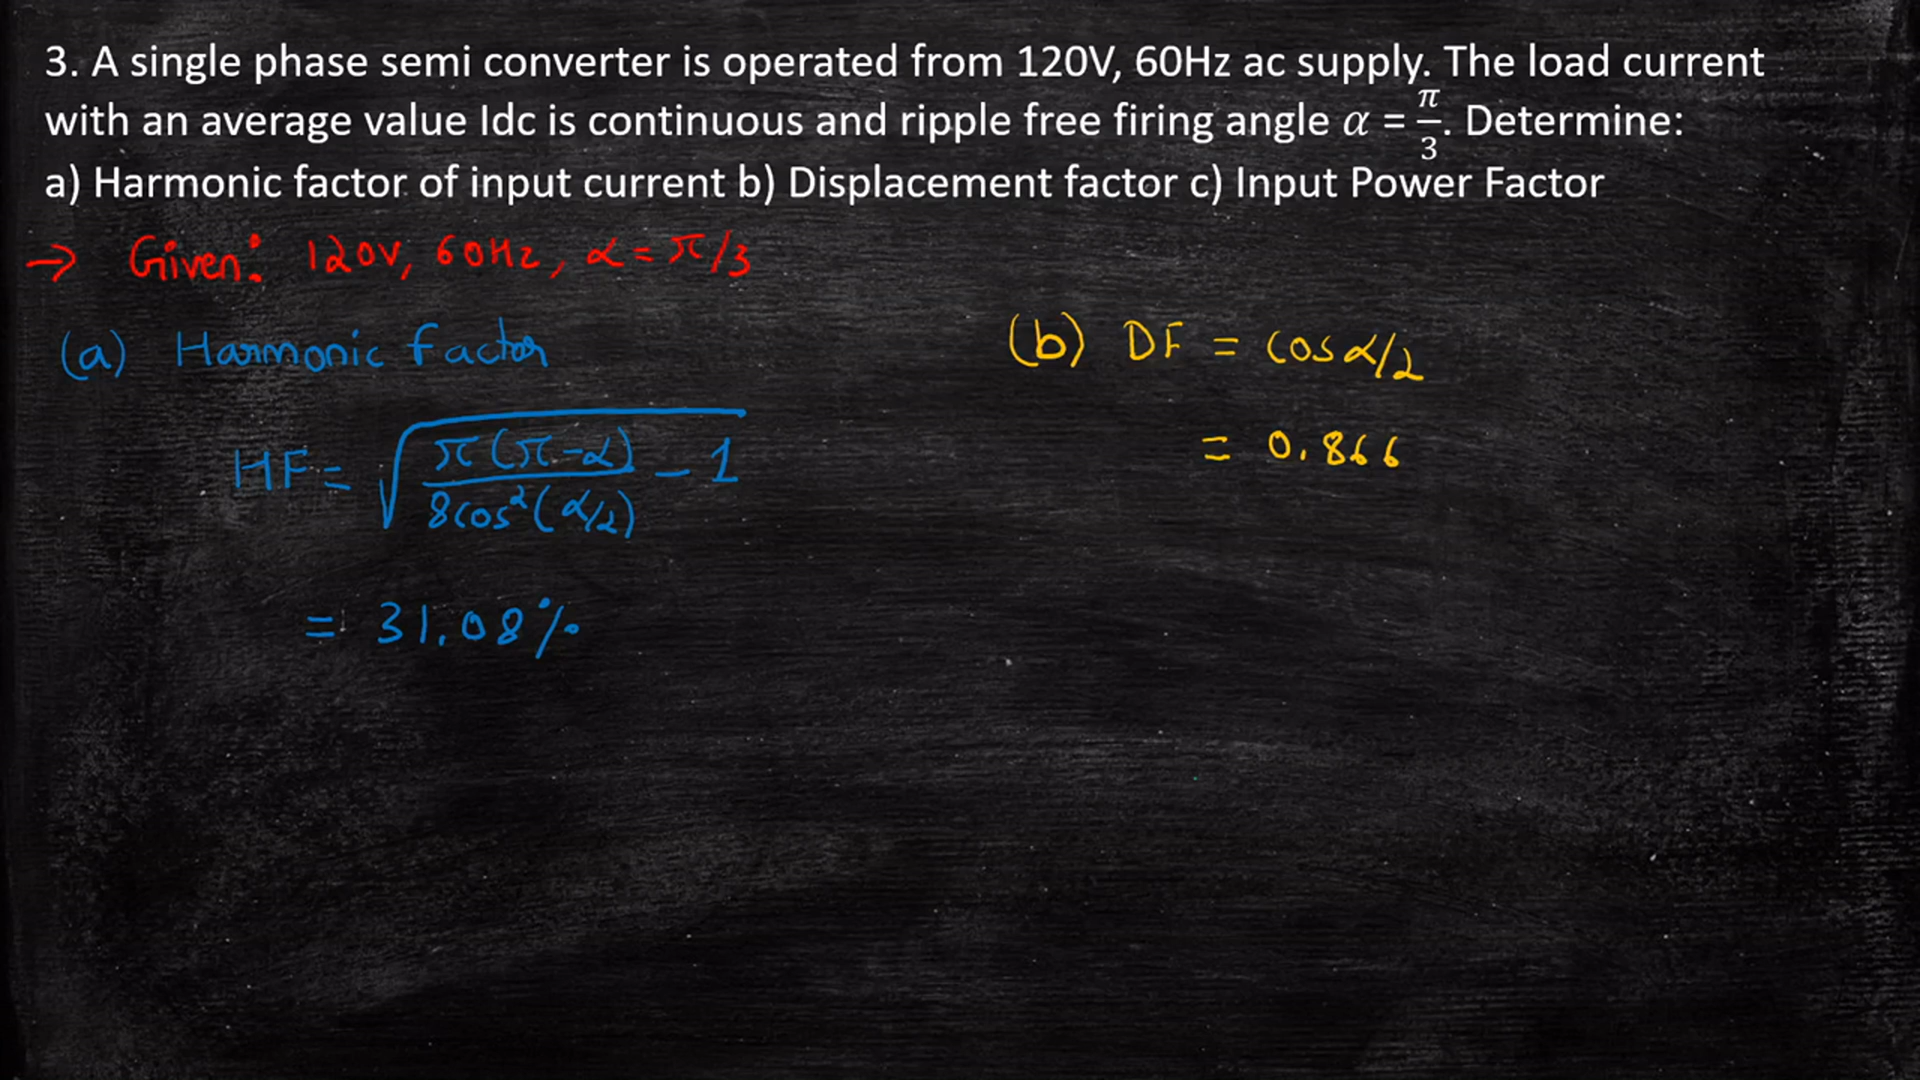 3. A single phase semi converter is operated from 120V, 60Hz ac supply. The load current
with an average value Idc is continuous and ripple free firing angle α = π/3. Determine:
a) Harmonic factor of input current b) Displacement factor c) Input Power Factor
→ Given: 120V, 60Hz, α = π/3
(a) Harmonic factor
HF = √(π(π-α)/8cos²(α/2) - 1)
= 31.08%
(b) DF = cos α/2
= 0.866